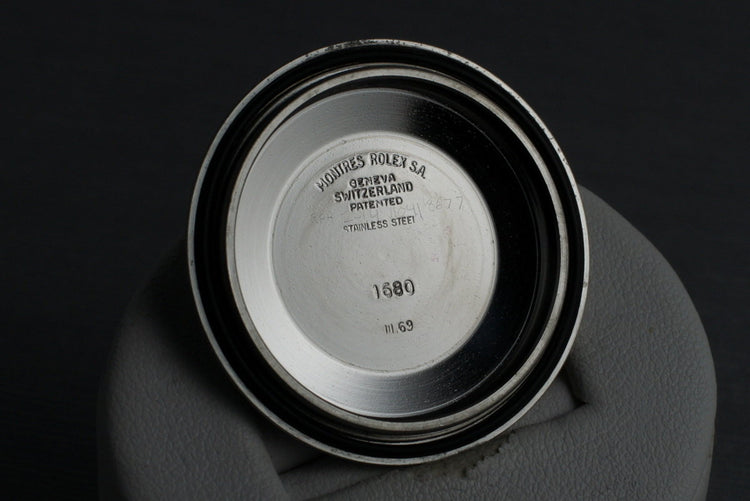 MONTRES ROLEX S.A.
GENEVA
SWITZERLAND
PATENTED
STAINLESS STEEL
1680
III.69